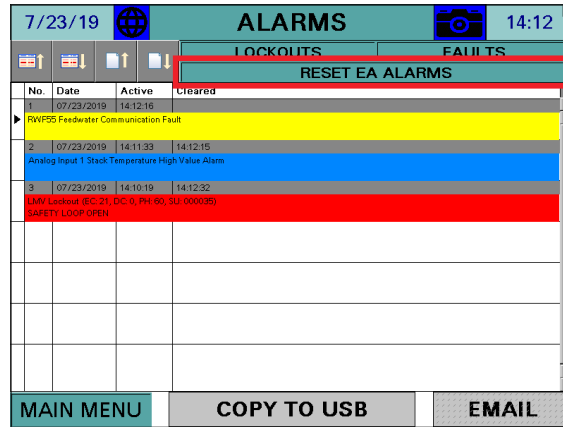 7/23/19 ALARMS 14:12
LOCKOUTS FAULTS
RESET EA ALARMS
No. Date Active Cleared
1 07/23/2019 14:12:16
RWF55 Feedwater Communication Fault
2 07/23/2019 14:11:33 14:12:15
Analog Input 1 Stack Temperature High Value Alarm
3 07/23/2019 14:10:19 14:12:32
LMV Lockout (EC: 21, DC: 0, PH: 60, SU: 000035)
SAFETY LOOP OPEN
MAIN MENU COPY TO USB EMAIL